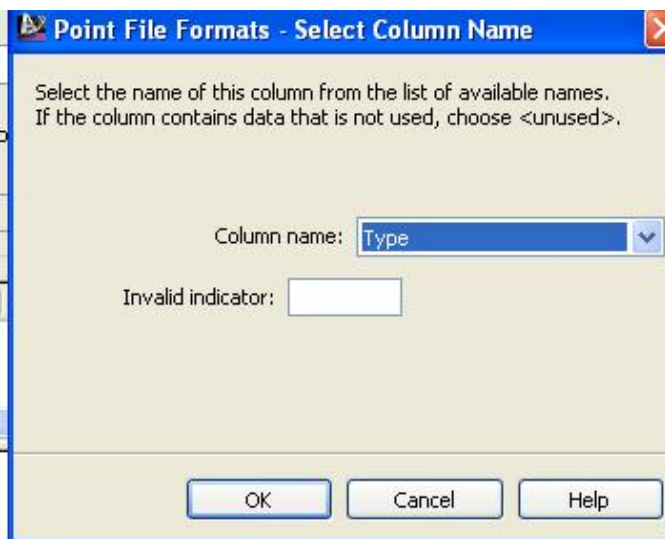 Point File Formats - Select Column Name
Select the name of this column from the list of available names.
If the column contains data that is not used, choose <unused>.
Column name: Type
Invalid indicator:
OK Cancel Help